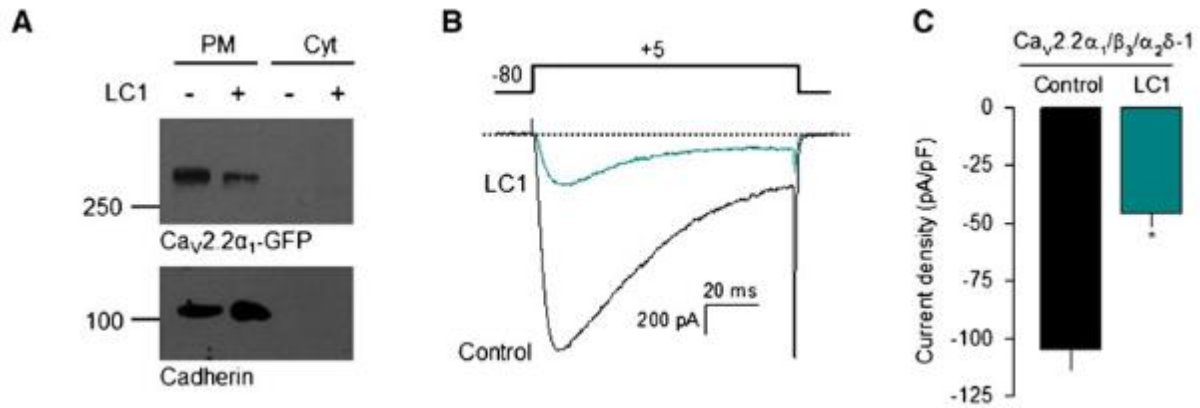 A
PM Cyt
LC1 - + - +
250
Cav2.2α1-GFP
100
Cadherin
B
+5
-80
LC1
20 ms
200 pA
Control
C
Cav2.2α1/β3/α2δ-1
Control LC1
Current density (pA/pF)
0
-25
-50
*
-75
-100
-125